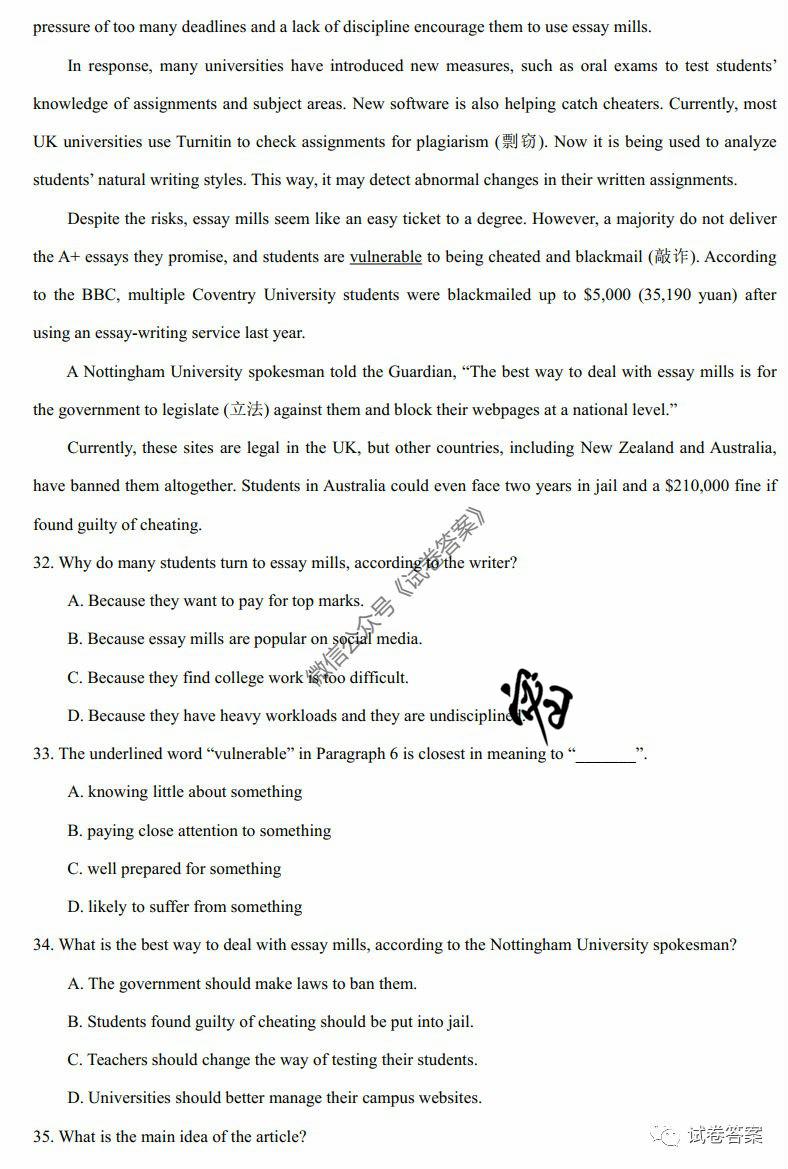 pressure of too many deadlines and a lack of discipline encourage them to use essay mills.
In response, many universities have introduced new measures, such as oral exams to test students’
knowledge of assignments and subject areas. New software is also helping catch cheaters. Currently, most
UK universities use Turnitin to check assignments for plagiarism (剽窃). Now it is being used to analyze
students’ natural writing styles. This way, it may detect abnormal changes in their written assignments.
Despite the risks, essay mills seem like an easy ticket to a degree. However, a majority do not deliver
the A+ essays they promise, and students are vulnerable to being cheated and blackmail (敲诈). According
to the BBC, multiple Coventry University students were blackmailed up to $5,000 (35,190 yuan) after
using an essay-writing service last year.
A Nottingham University spokesman told the Guardian, “The best way to deal with essay mills is for
the government to legislate (立法) against them and block their webpages at a national level.”
Currently, these sites are legal in the UK, but other countries, including New Zealand and Australia,
have banned them altogether. Students in Australia could even face two years in jail and a $210,000 fine if
found guilty of cheating.
32. Why do many students turn to essay mills, according to the writer?
A. Because they want to pay for top marks.
B. Because essay mills are popular on social media.
C. Because they find college work is too difficult.
D. Because they have heavy workloads and they are undisciplined.
33. The underlined word “vulnerable” in Paragraph 6 is closest in meaning to “_______”.
A. knowing little about something
B. paying close attention to something
C. well prepared for something
D. likely to suffer from something
34. What is the best way to deal with essay mills, according to the Nottingham University spokesman?
A. The government should make laws to ban them.
B. Students found guilty of cheating should be put into jail.
C. Teachers should change the way of testing their students.
D. Universities should better manage their campus websites.
35. What is the main idea of the article?
微信公众号《试卷答案》
试卷答案